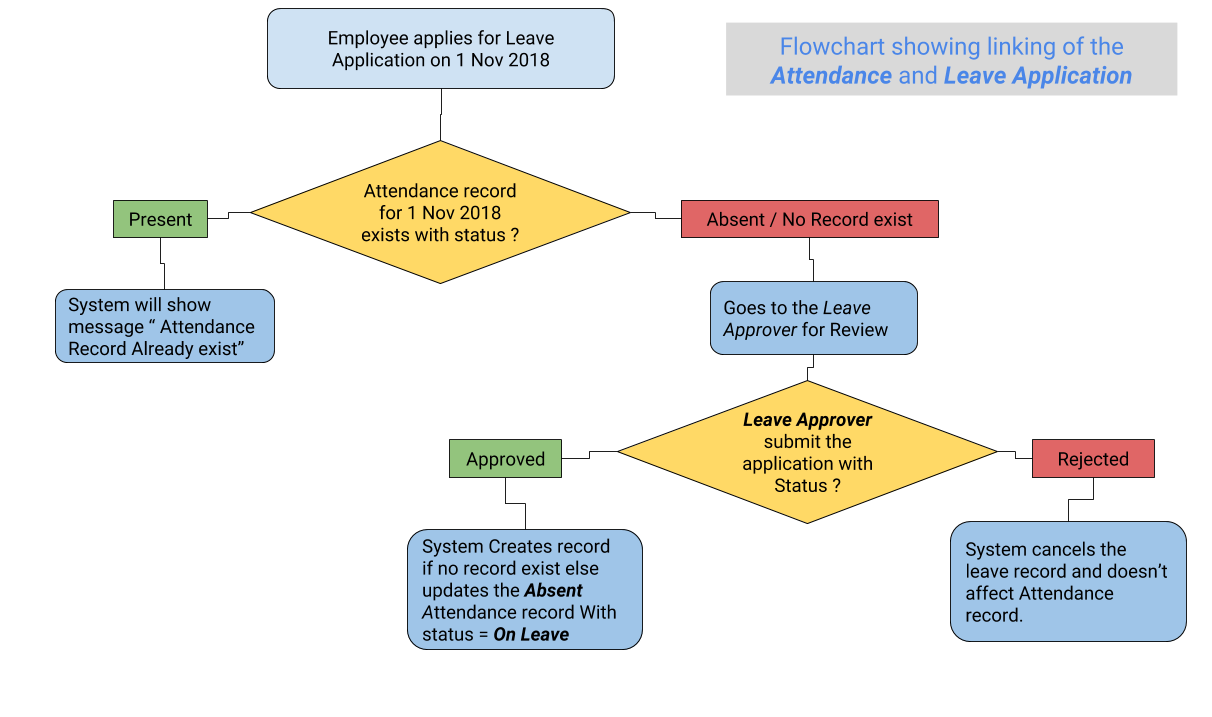 Employee applies for Leave
Application on 1 Nov 2018
Flowchart showing linking of the
Attendance and Leave Application
Attendance record
for 1 Nov 2018
exists with status ?
Present
Absent / No Record exist
System will show
message “ Attendance
Record Already exist”
Goes to the Leave
Approver for Review
Leave Approver
submit the
application with
Status ?
Approved
Rejected
System Creates record
if no record exist else
updates the Absent
Attendance record With
status = On Leave
System cancels the
leave record and doesn’t
affect Attendance
record.